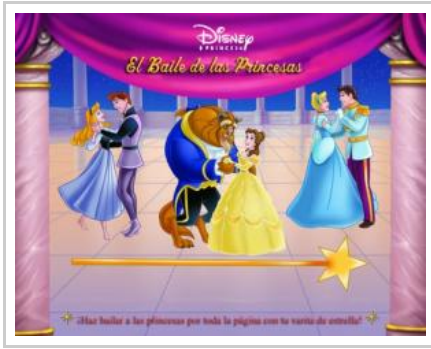 Disney
PRINCESA
El Baile de las Princesas
¡Haz bailar a las princesas por toda la página con tu varita de estrella!